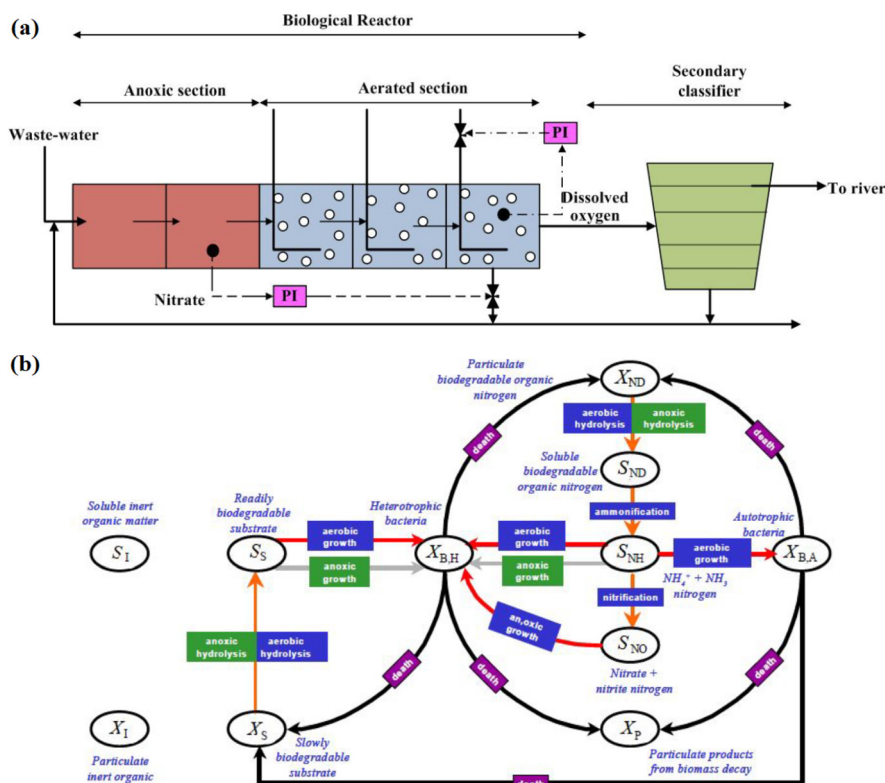 (a)
Biological Reactor
Anoxic section
Aerated section
Secondary
classifier
Waste-water
PI
To river
Dissolved
oxygen
Nitrate
PI
(b)
Particulate
biodegradable organic
nitrogen
XND
aerobic
hydrolysis
anoxic
hydrolysis
death
death
Soluble
biodegradable
organic nitrogen
SND
ammonification
Soluble inert
organic matter
Readily
biodegradable
substrate
Heterotrophic
bacteria
Autotrophic
bacteria
SI
SS
aerobic
growth
anoxic
growth
XB,H
aerobic
growth
anoxic
growth
SNH
aerobic
growth
XB,A
NH4+ + NH3
nitrogen
nitrification
an,oxic
growth
SNO
Nitrate +
nitrite nitrogen
anoxic
hydrolysis
aerobic
hydrolysis
death
death
death
XI
XS
XP
Particulate
inert organic
Slowly
biodegradable
substrate
Particulate products
from biomass decay
death